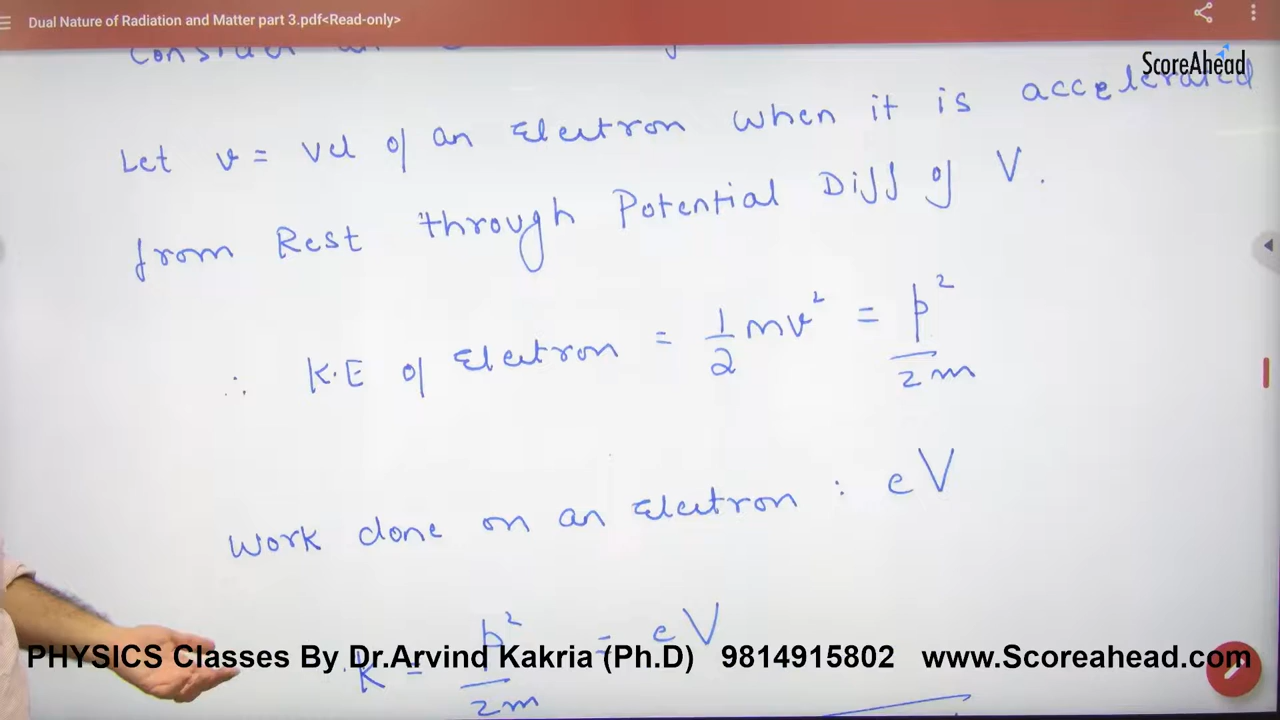 Dual Nature of Radiation and Matter part 3.pdf<Read-only>
ScoreAhead
Let v = Vel of an Electron when it is accelerated
from Rest through Potential Diff of V.
∴ K.E of Electron = 1/2 mv² = p²/2m
Work done on an Electron : eV
K = p²/2m = eV
PHYSICS Classes By Dr.Arvind Kakria (Ph.D) 9814915802 www.Scoreahead.com